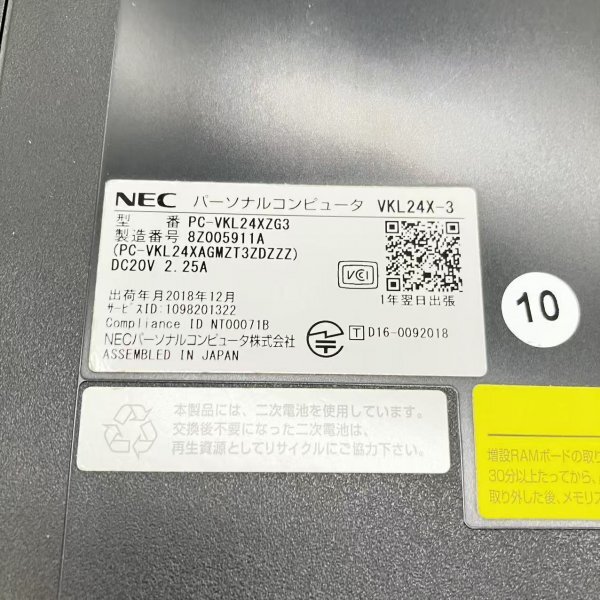 NEC パーソナルコンピュータ VKL24X-3
型 番 PC-VKL24XZG3
製造番号 8Z005911A
(PC-VKL24XAGMZT3ZDZZZ)
DC20V 2.25A
VCCI
1年翌日出張
出荷年月2018年12月
サービスID:1098201322
Compliance ID NT00071B
NECパーソナルコンピュータ株式会社
ASSEMBLED IN JAPAN
T D16-0092018
10
本製品には、二次電池を使用しています。
交換後不要になった二次電池は、
再生資源としてリサイクルにご協力下さい。
増設RAMボードの取り
30分以上たってから、
取り外した後、メモリス